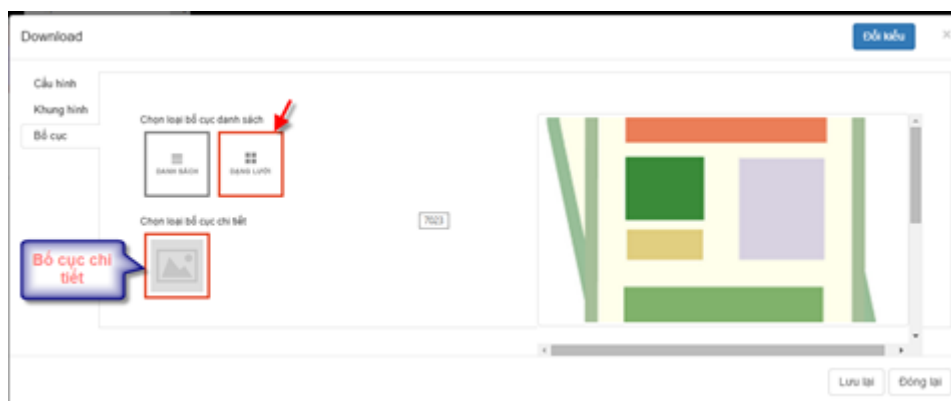 Download
Đổi kiểu
×
Cấu hình
Khung hình
Bố cục
Chọn loại bố cục danh sách
DANH SÁCH
DẠNG LƯỚI
Chọn loại bố cục chi tiết
7023
Bố cục chi
tiết
Lưu lại
Đóng lại